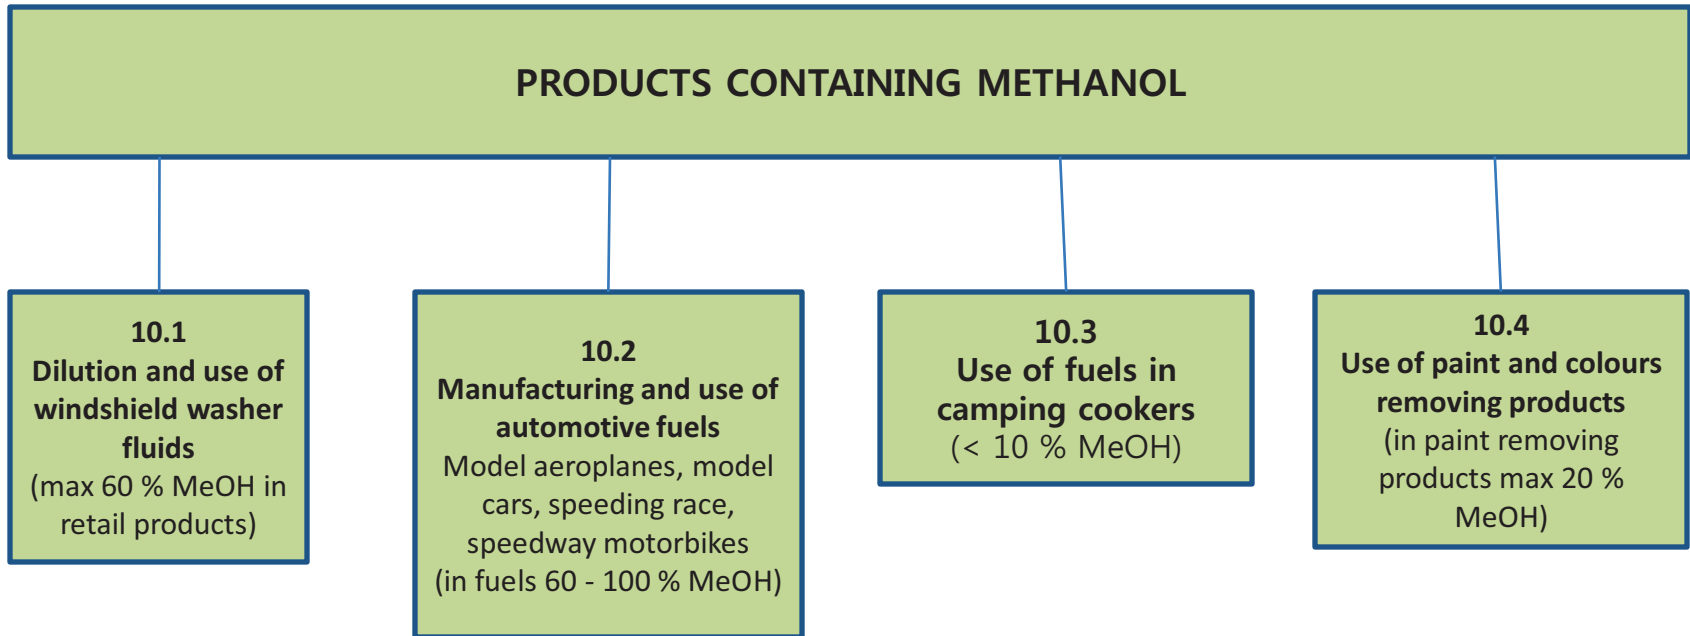 PRODUCTS CONTAINING METHANOL
10.1
Dilution and use of
windshield washer
fluids
(max 60 % MeOH in
retail products)
10.2
Manufacturing and use of
automotive fuels
Model aeroplanes, model
cars, speeding race,
speedway motorbikes
(in fuels 60 - 100 % MeOH)
10.3
Use of fuels in
camping cookers
(< 10 % MeOH)
10.4
Use of paint and colours
removing products
(in paint removing
products max 20 %
MeOH)